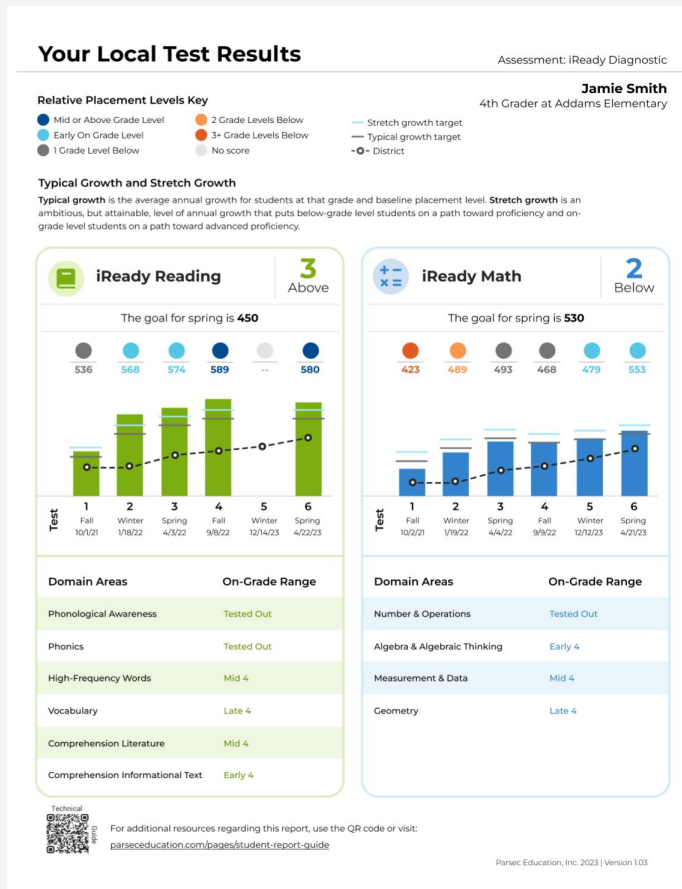 Your Local Test Results
Assessment: iReady Diagnostic
Jamie Smith
4th Grader at Addams Elementary
Relative Placement Levels Key
Mid or Above Grade Level
2 Grade Levels Below
Stretch growth target
Early On Grade Level
3+ Grade Levels Below
Typical growth target
1 Grade Level Below
No score
District
Typical Growth and Stretch Growth
Typical growth is the average annual growth for students at that grade and baseline placement level. Stretch growth is an
ambitious, but attainable, level of annual growth that puts below-grade level students on a path toward proficiency and on-
grade level students on a path toward advanced proficiency.
iReady Reading
3
Above
The goal for spring is 450
536 568 574 589 -- 580
Test
1 2 3 4 5 6
Fall Winter Spring Fall Winter Spring
10/1/21 1/18/22 4/3/22 9/8/22 12/14/23 4/22/23
Domain Areas On-Grade Range
Phonological Awareness Tested Out
Phonics Tested Out
High-Frequency Words Mid 4
Vocabulary Late 4
Comprehension Literature Mid 4
Comprehension Informational Text Early 4
iReady Math
2
Below
The goal for spring is 530
423 489 493 468 479 553
Test
1 2 3 4 5 6
Fall Winter Spring Fall Winter Spring
10/2/21 1/19/22 4/4/22 9/9/22 12/12/23 4/21/23
Domain Areas On-Grade Range
Number & Operations Tested Out
Algebra & Algebraic Thinking Early 4
Measurement & Data Mid 4
Geometry Late 4
Technical
Guide
For additional resources regarding this report, use the QR code or visit:
parseceducation.com/pages/student-report-guide
Parsec Education, Inc. 2023 | Version 1.03